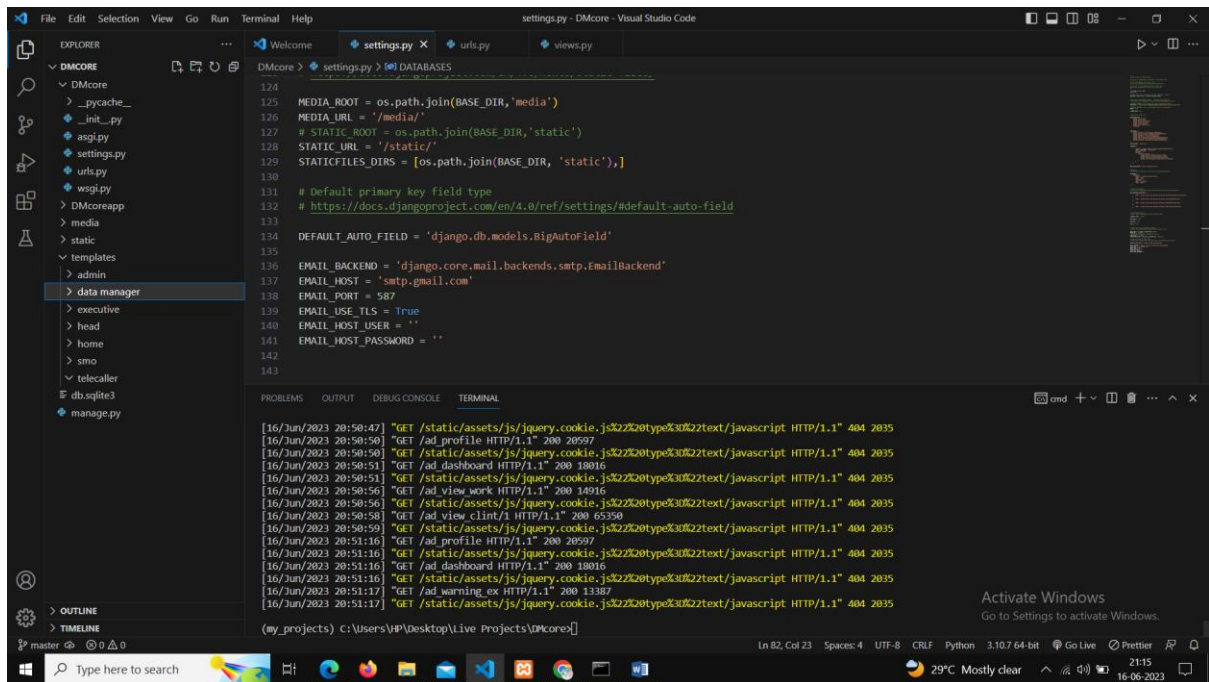 File Edit Selection View Go Run Terminal Help
settings.py - DMcore - Visual Studio Code
EXPLORER
Welcome
settings.py
urls.py
views.py
DMCORE
DMcore
__pycache__
__init__.py
asgi.py
settings.py
urls.py
wsgi.py
DMcoreapp
media
static
templates
admin
data manager
executive
head
home
smo
telecaller
db.sqlite3
manage.py
OUTLINE
TIMELINE
DMcore > settings.py > DATABASES
124
125 MEDIA_ROOT = os.path.join(BASE_DIR,'media')
126 MEDIA_URL = '/media/'
127 # STATIC_ROOT = os.path.join(BASE_DIR,'static')
128 STATIC_URL = '/static/'
129 STATICFILES_DIRS = [os.path.join(BASE_DIR, 'static'),]
130
131 # Default primary key field type
132 # https://docs.djangoproject.com/en/4.0/ref/settings/#default-auto-field
133
134 DEFAULT_AUTO_FIELD = 'django.db.models.BigAutoField'
135
136 EMAIL_BACKEND = 'django.core.mail.backends.smtp.EmailBackend'
137 EMAIL_HOST = 'smtp.gmail.com'
138 EMAIL_PORT = 587
139 EMAIL_USE_TLS = True
140 EMAIL_HOST_USER = ''
141 EMAIL_HOST_PASSWORD = ''
142
143
PROBLEMS OUTPUT DEBUG CONSOLE TERMINAL
cmd
[16/Jun/2023 20:50:47] "GET /static/assets/js/jquery.cookie.js%22%20type%3D%22text/javascript HTTP/1.1" 404 2035
[16/Jun/2023 20:50:50] "GET /ad_profile HTTP/1.1" 200 20597
[16/Jun/2023 20:50:50] "GET /static/assets/js/jquery.cookie.js%22%20type%3D%22text/javascript HTTP/1.1" 404 2035
[16/Jun/2023 20:50:51] "GET /ad_dashboard HTTP/1.1" 200 18016
[16/Jun/2023 20:50:51] "GET /static/assets/js/jquery.cookie.js%22%20type%3D%22text/javascript HTTP/1.1" 404 2035
[16/Jun/2023 20:50:56] "GET /ad_view_work HTTP/1.1" 200 14916
[16/Jun/2023 20:50:56] "GET /static/assets/js/jquery.cookie.js%22%20type%3D%22text/javascript HTTP/1.1" 404 2035
[16/Jun/2023 20:50:58] "GET /ad_view_clint/1 HTTP/1.1" 200 65350
[16/Jun/2023 20:50:59] "GET /static/assets/js/jquery.cookie.js%22%20type%3D%22text/javascript HTTP/1.1" 404 2035
[16/Jun/2023 20:51:16] "GET /ad_profile HTTP/1.1" 200 20597
[16/Jun/2023 20:51:16] "GET /static/assets/js/jquery.cookie.js%22%20type%3D%22text/javascript HTTP/1.1" 404 2035
[16/Jun/2023 20:51:16] "GET /ad_dashboard HTTP/1.1" 200 18016
[16/Jun/2023 20:51:16] "GET /static/assets/js/jquery.cookie.js%22%20type%3D%22text/javascript HTTP/1.1" 404 2035
[16/Jun/2023 20:51:17] "GET /ad_warning_ex HTTP/1.1" 200 13387
[16/Jun/2023 20:51:17] "GET /static/assets/js/jquery.cookie.js%22%20type%3D%22text/javascript HTTP/1.1" 404 2035
(my_projects) C:\Users\HP\Desktop\Live Projects\DMcore>
Activate Windows
Go to Settings to activate Windows.
master 0 0 Ln 82, Col 23 Spaces: 4 UTF-8 CRLF Python 3.10.7 64-bit Go Live Prettier
Type here to search
29°C Mostly clear
21:15
16-06-2023